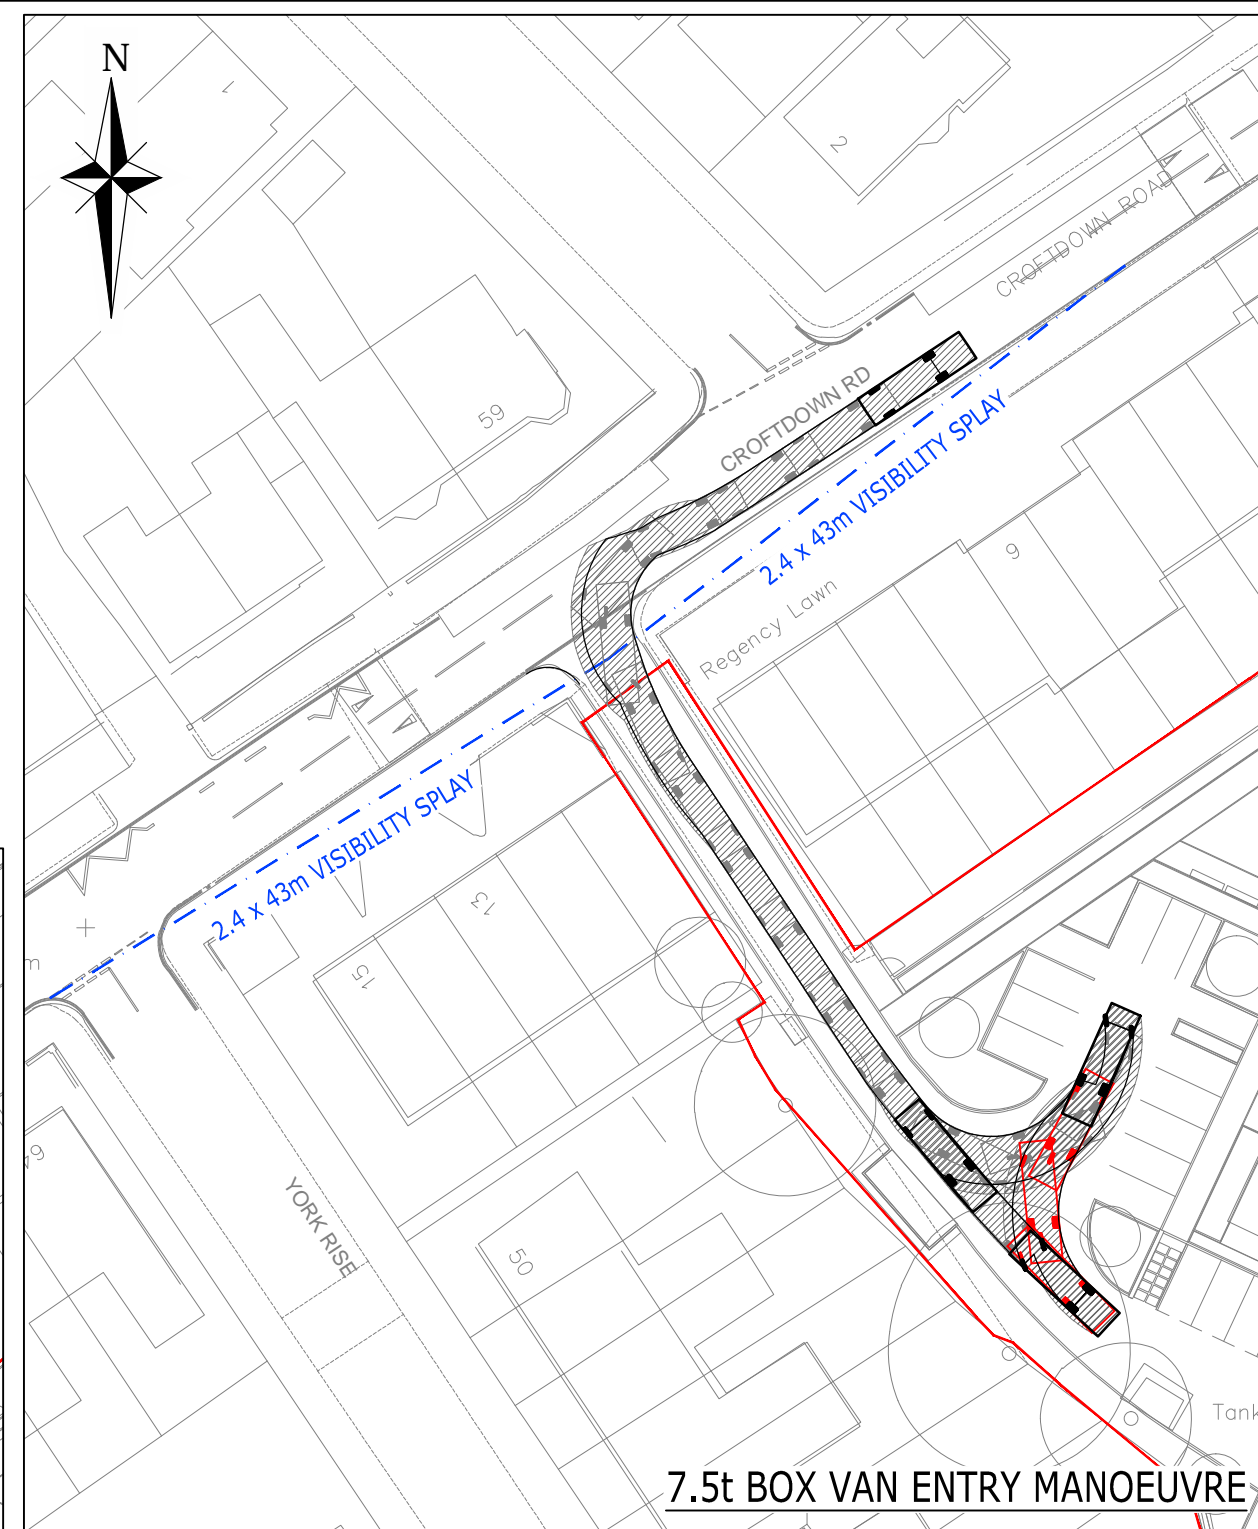 N
1
2
CROFTDOWN ROAD
59
CROFTDOWN RD
2.4 x 43m VISIBILITY SPLAY
9
Regency Lawn
2.4 x 43m VISIBILITY SPLAY
13
15
m
YORK RISE
50
Tank
7.5t BOX VAN ENTRY MANOEUVRE